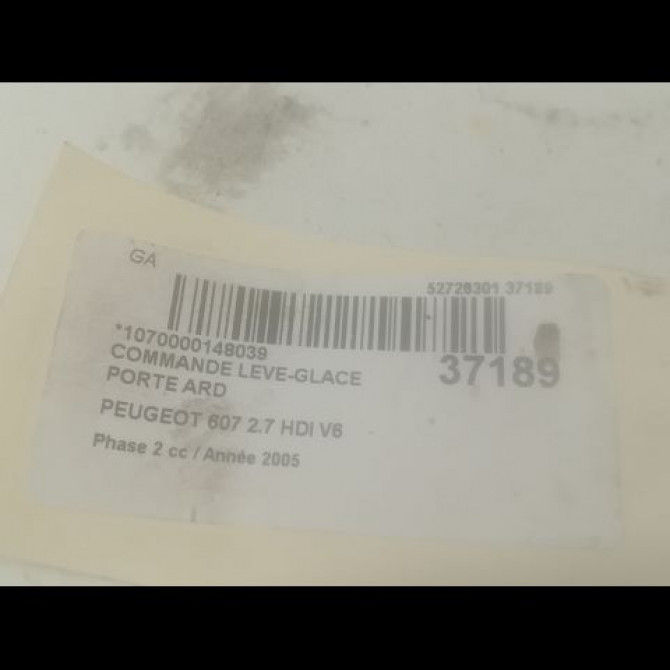 GA
52728301 37189
*1070000148039
COMMANDE LEVE-GLACE
PORTE ARD
37189
PEUGEOT 607 2.7 HDI V6
Phase 2 cc / Année 2005